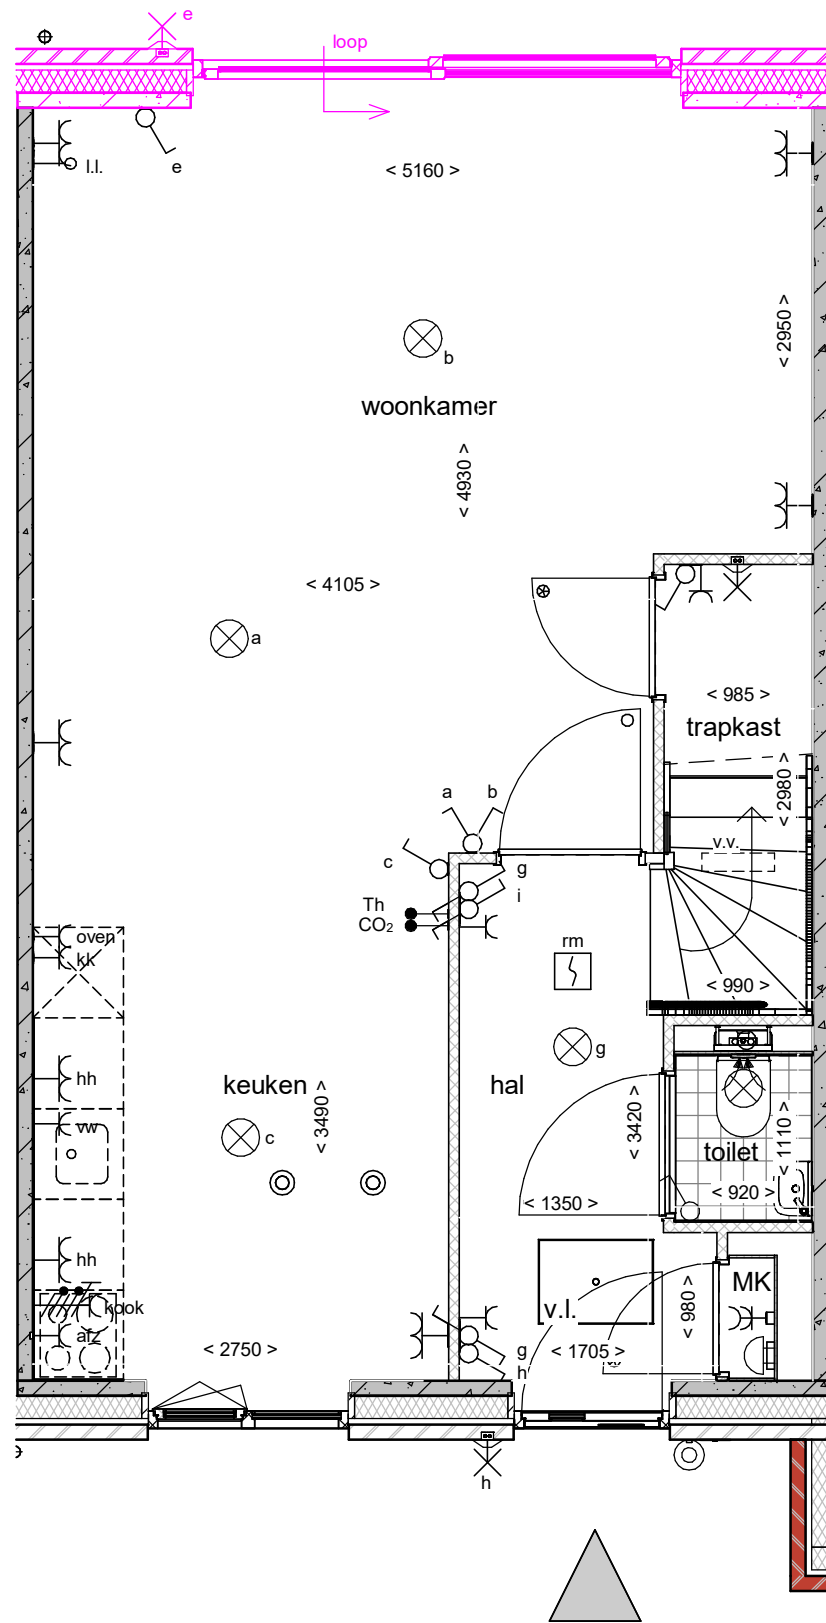 e
loop
l.l.
e
< 5160 >
< 2950 >
b
woonkamer
< 4930 >
< 4105 >
a
< 985 >
trapkast
< 2980 >
a
b
v.v.
c
g
i
Th
CO₂
oven
kk
rm
< 990 >
g
hh
keuken
hal
< 3490 >
< 3420 >
vw
c
toilet
< 1110 >
< 920 >
< 1350 >
hh
MK
kook
v.l.
< 980 >
afz
< 2750 >
g
< 1705 >
h
h